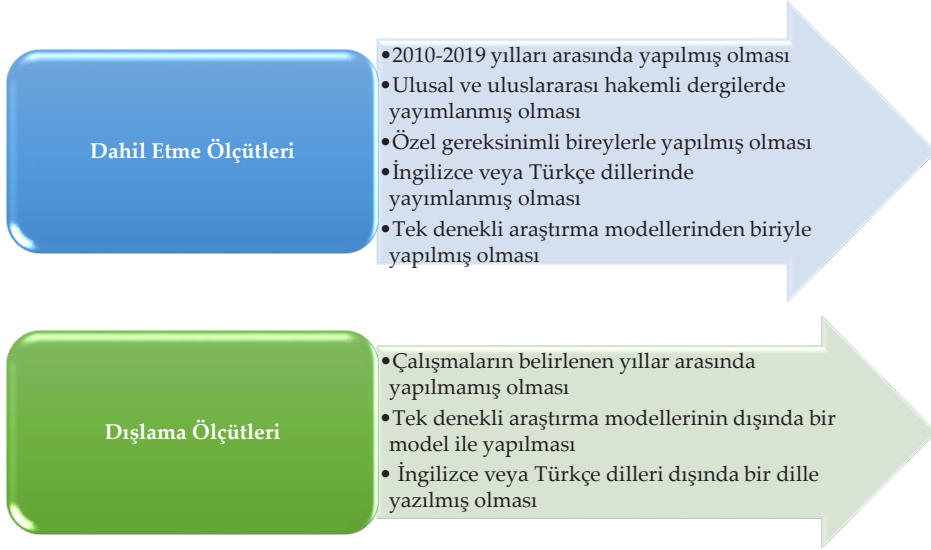 Dahil Etme Ölçütleri
•2010-2019 yılları arasında yapılmış olması
•Ulusal ve uluslararası hakemli dergilerde
yayımlanmış olması
•Özel gereksinimli bireylerle yapılmış olması
•İngilizce veya Türkçe dillerinde
yayımlanmış olması
•Tek denekli araştırma modellerinden biriyle
yapılmış olması
Dışlama Ölçütleri
•Çalışmaların belirlenen yıllar arasında
yapılmamış olması
•Tek denekli araştırma modellerinin dışında bir
model ile yapılması
• İngilizce veya Türkçe dilleri dışında bir dille
yazılmış olması